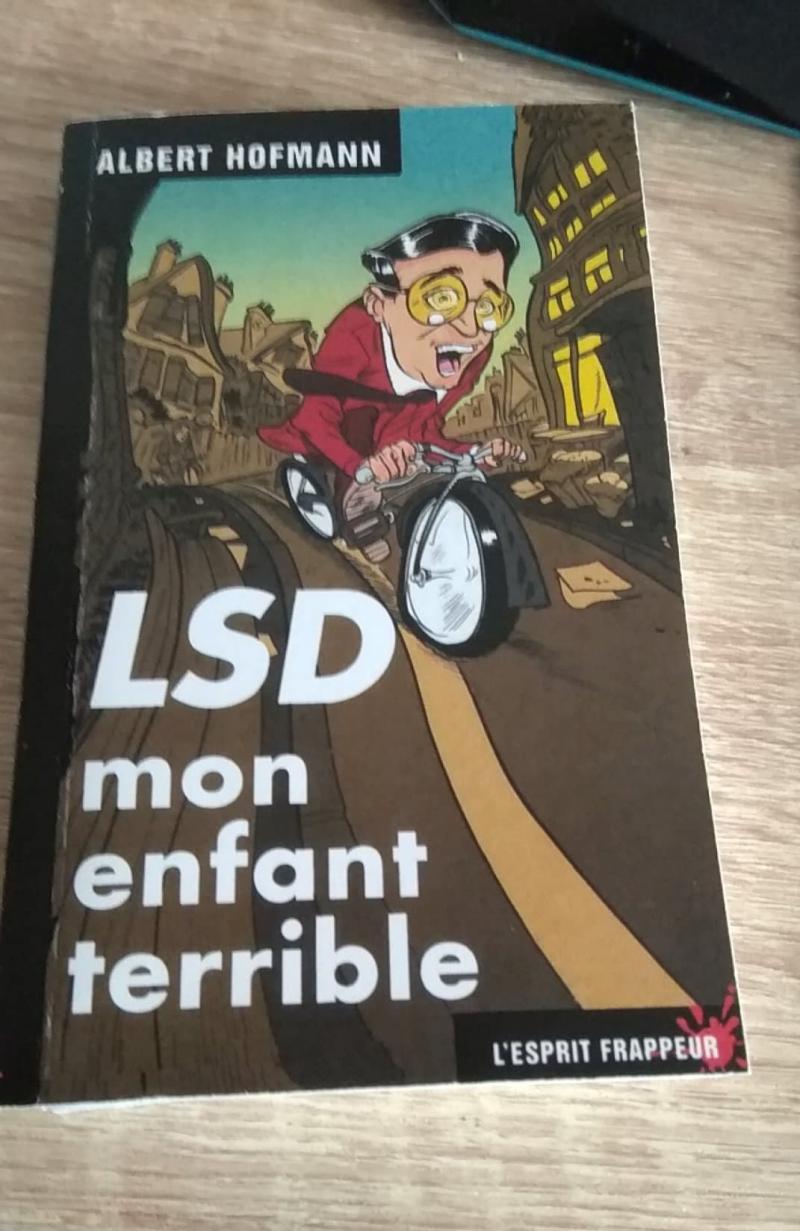 ALBERT HOFMANN
LSD
mon
enfant
terrible
L'ESPRIT FRAPPEUR